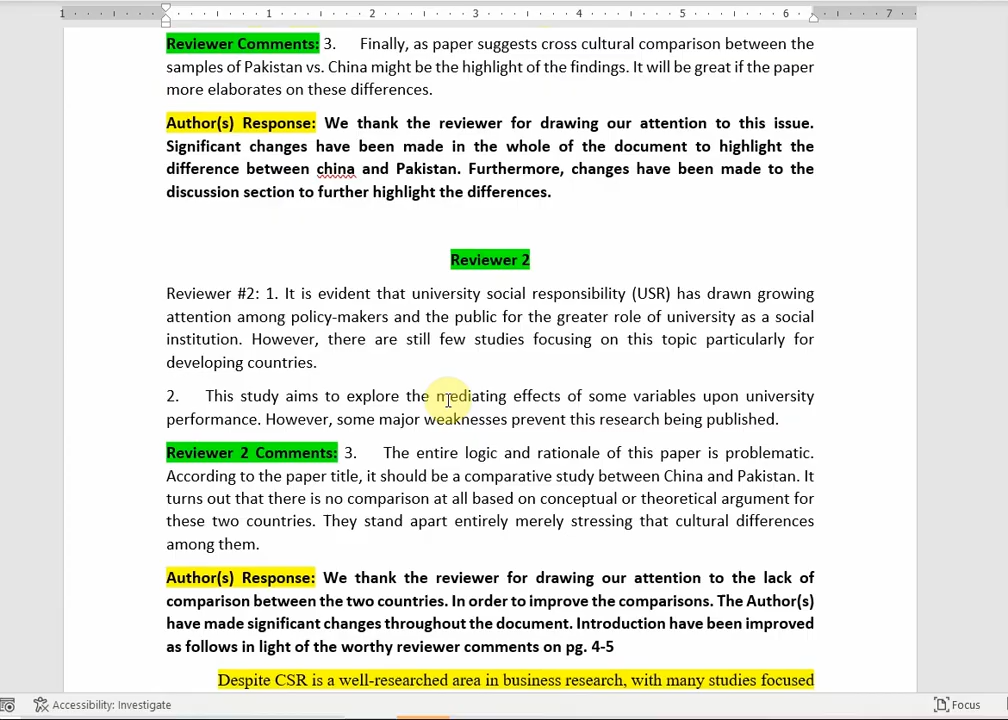 1 1 2 3 4 5 6 7
Reviewer Comments: 3. Finally, as paper suggests cross cultural comparison between the
samples of Pakistan vs. China might be the highlight of the findings. It will be great if the paper
more elaborates on these differences.
Author(s) Response: We thank the reviewer for drawing our attention to this issue.
Significant changes have been made in the whole of the document to highlight the
difference between china and Pakistan. Furthermore, changes have been made to the
discussion section to further highlight the differences.
Reviewer 2
Reviewer #2: 1. It is evident that university social responsibility (USR) has drawn growing
attention among policy-makers and the public for the greater role of university as a social
institution. However, there are still few studies focusing on this topic particularly for
developing countries.
2. This study aims to explore the mediating effects of some variables upon university
performance. However, some major weaknesses prevent this research being published.
Reviewer 2 Comments: 3. The entire logic and rationale of this paper is problematic.
According to the paper title, it should be a comparative study between China and Pakistan. It
turns out that there is no comparison at all based on conceptual or theoretical argument for
these two countries. They stand apart entirely merely stressing that cultural differences
among them.
Author(s) Response: We thank the reviewer for drawing our attention to the lack of
comparison between the two countries. In order to improve the comparisons. The Author(s)
have made significant changes throughout the document. Introduction have been improved
as follows in light of the worthy reviewer comments on pg. 4-5
Despite CSR is a well-researched area in business research, with many studies focused
Accessibility: Investigate
Focus